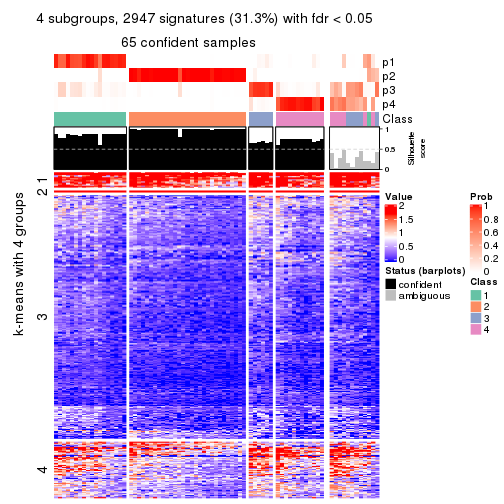 4 subgroups, 2947 signatures (31.3%) with fdr < 0.05
65 confident samples
p1
p2
p3
p4
Class
1
0.5
0
Silhouette
score
k-means with 4 groups
1
2
3
4
Value
2
1.5
1
0.5
0
Status (barplots)
confident
ambiguous
Prob
1
0.8
0.6
0.4
0.2
0
Class
1
2
3
4